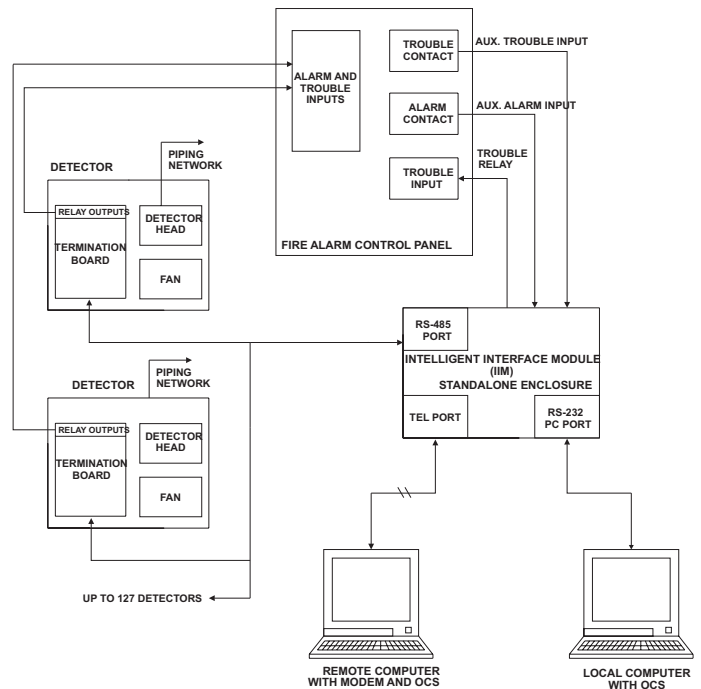 TROUBLE
CONTACT
AUX. TROUBLE INPUT
ALARM AND
TROUBLE
INPUTS
ALARM
CONTACT
AUX. ALARM INPUT
TROUBLE
RELAY
TROUBLE
INPUT
FIRE ALARM CONTROL PANEL
PIPING
NETWORK
DETECTOR
RELAY OUTPUTS
TERMINATION
BOARD
DETECTOR
HEAD
FAN
RS-485
PORT
INTELLIGENT INTERFACE MODULE
(IIM)
STANDALONE ENCLOSURE
TEL PORT
RS-232
PC PORT
PIPING
NETWORK
DETECTOR
RELAY OUTPUTS
TERMINATION
BOARD
DETECTOR
HEAD
FAN
UP TO 127 DETECTORS
REMOTE COMPUTER
WITH MODEM AND OCS
LOCAL COMPUTER
WITH OCS